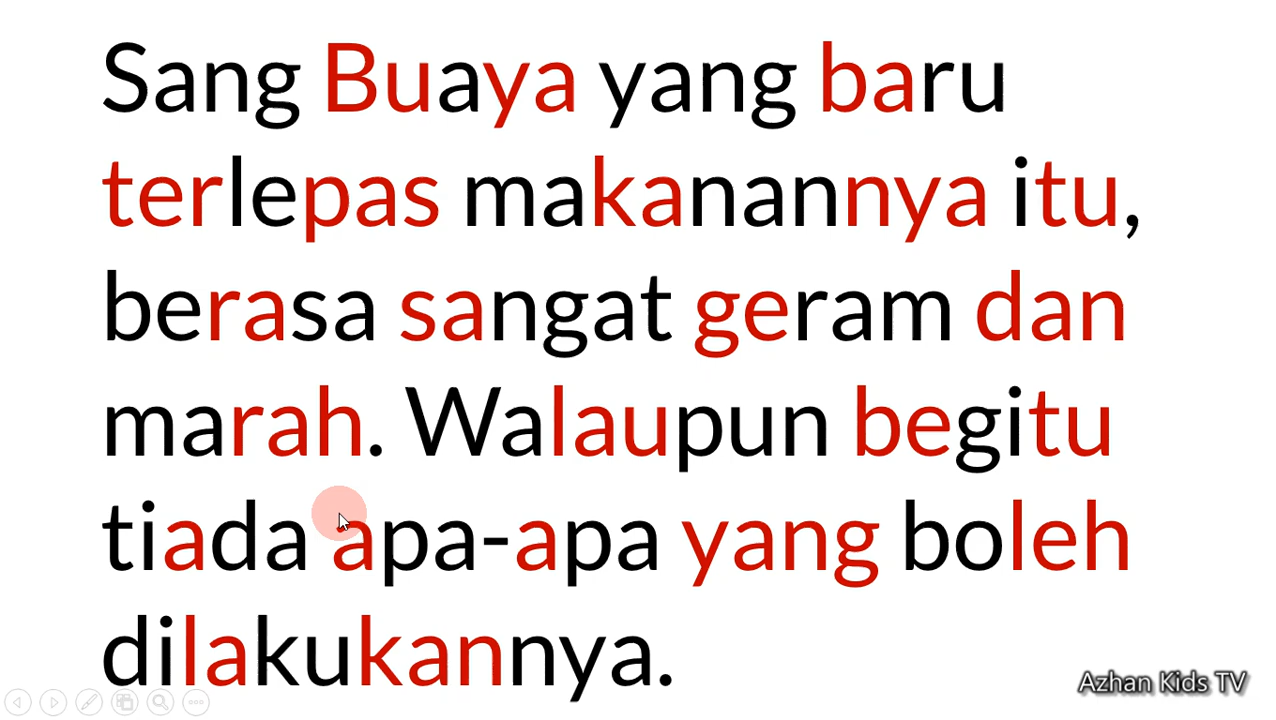 Sang Buaya yang baru
terlepas makanannya itu,
berasa sangat geram dan
marah. Walaupun begitu
tiada apa-apa yang boleh
dilakukannya.
Azhan Kids TV